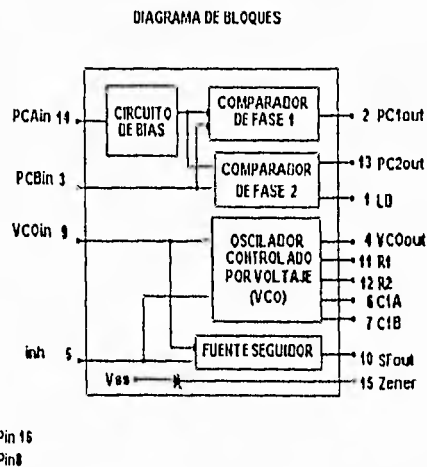 DIAGRAMA DE BLOQUES
PCAin 14
CIRCUITO
DE BIAS
COMPARADOR
DE FASE 1
2 PC1out
PCBin 3
COMPARADOR
DE FASE 2
13 PC2out
1 LD
VCOin 9
OSCILADOR
CONTROLADO
POR VOLTAJE
(VCO)
4 VCOout
11 R1
12 R2
6 C1A
7 C1B
inh 5
FUENTE SEGUIDOR
10 SFout
Vss
15 Zener
Pin 16
Pin8